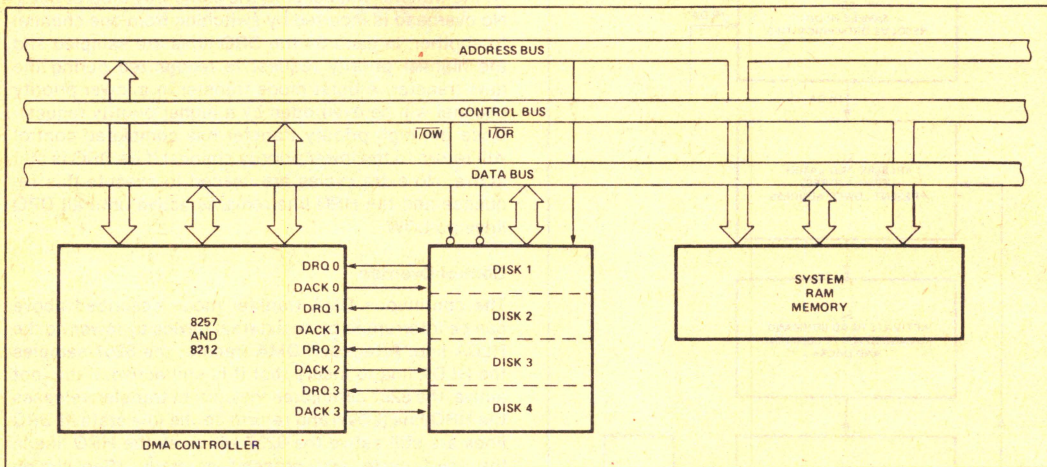 ADDRESS BUS
CONTROL BUS
I/OW I/OR
DATA BUS
DRQ 0
DACK 0
DRQ 1
DACK 1
DRQ 2
DACK 2
DRQ 3
DACK 3
8257
AND
8212
DISK 1
DISK 2
DISK 3
DISK 4
SYSTEM
RAM
MEMORY
DMA CONTROLLER